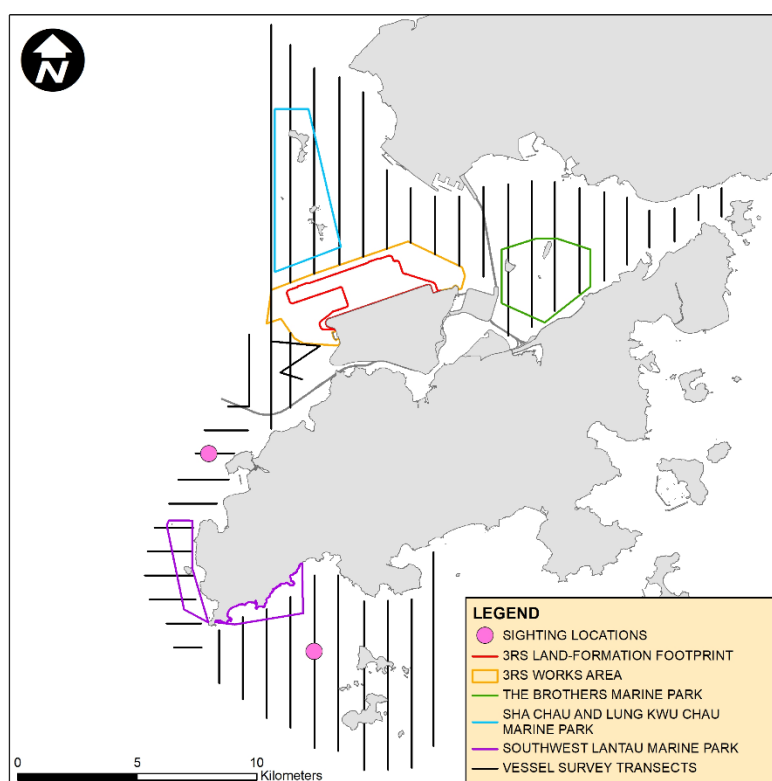 N
LEGEND
SIGHTING LOCATIONS
3RS LAND-FORMATION FOOTPRINT
3RS WORKS AREA
THE BROTHERS MARINE PARK
SHA CHAU AND LUNG KWU CHAU
MARINE PARK
SOUTHWEST LANTAU MARINE PARK
VESSEL SURVEY TRANSECTS
0 5 10
Kilometers